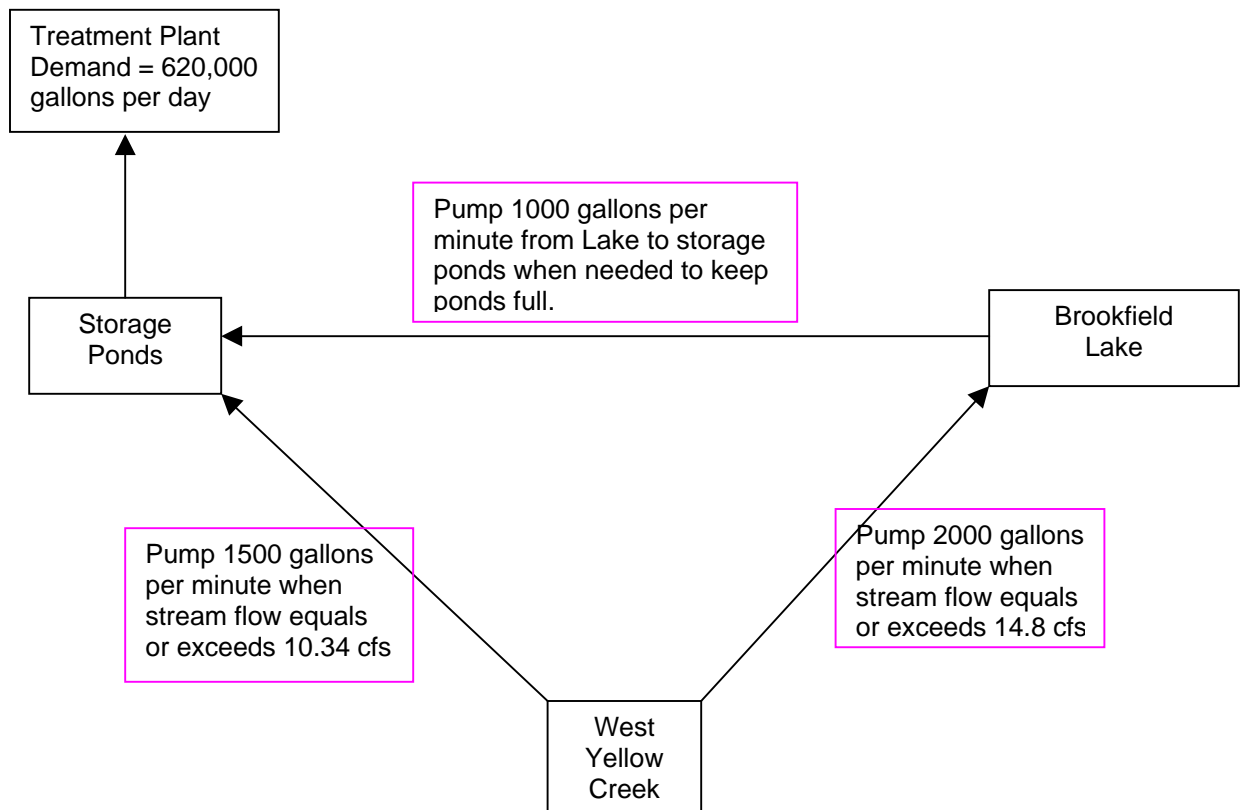 Treatment Plant
Demand = 620,000
gallons per day
Pump 1000 gallons per
minute from Lake to storage
ponds when needed to keep
ponds full.
Storage
Ponds
Brookfield
Lake
Pump 1500 gallons
per minute when
stream flow equals
or exceeds 10.34 cfs
Pump 2000 gallons
per minute when
stream flow equals
or exceeds 14.8 cfs
West
Yellow
Creek